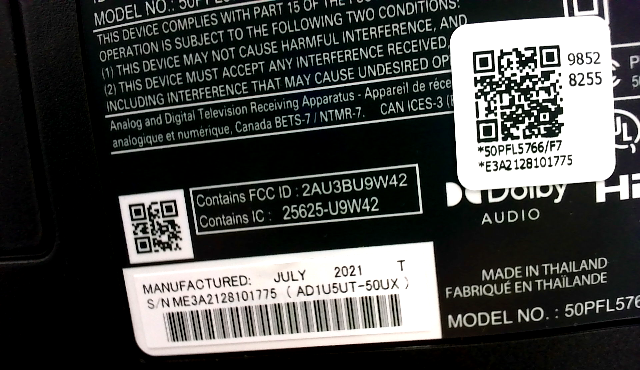 MODEL NO.: 50PFL
THIS DEVICE COMPLIES WITH PART 15 OF THE
OPERATION IS SUBJECT TO THE FOLLOWING TWO CONDITIONS:
(1) THIS DEVICE MAY NOT CAUSE HARMFUL INTERFERENCE, AND
(2) THIS DEVICE MUST ACCEPT ANY INTERFERENCE RECEIVED,
INCLUDING INTERFERENCE THAT MAY CAUSE UNDESIRED
Analog and Digital Television Receiving Apparatus - Appareil de
analogique et numérique, Canada BETS-7 / NTMR-7. CAN ICES-3
9852
8255
*50PFL5766/F7
*E3A2128101775
Contains FCC ID : 2AU3BU9W42
Contains IC : 25625-U9W42
Dolby
AUDIO
MANUFACTURED: JULY 2021 T
S/N ME3A2128101775 ( AD1U5UT-50UX )
MADE IN THAILAND
FABRIQUÉ EN THAÏLANDE
MODEL NO. : 50PFL576